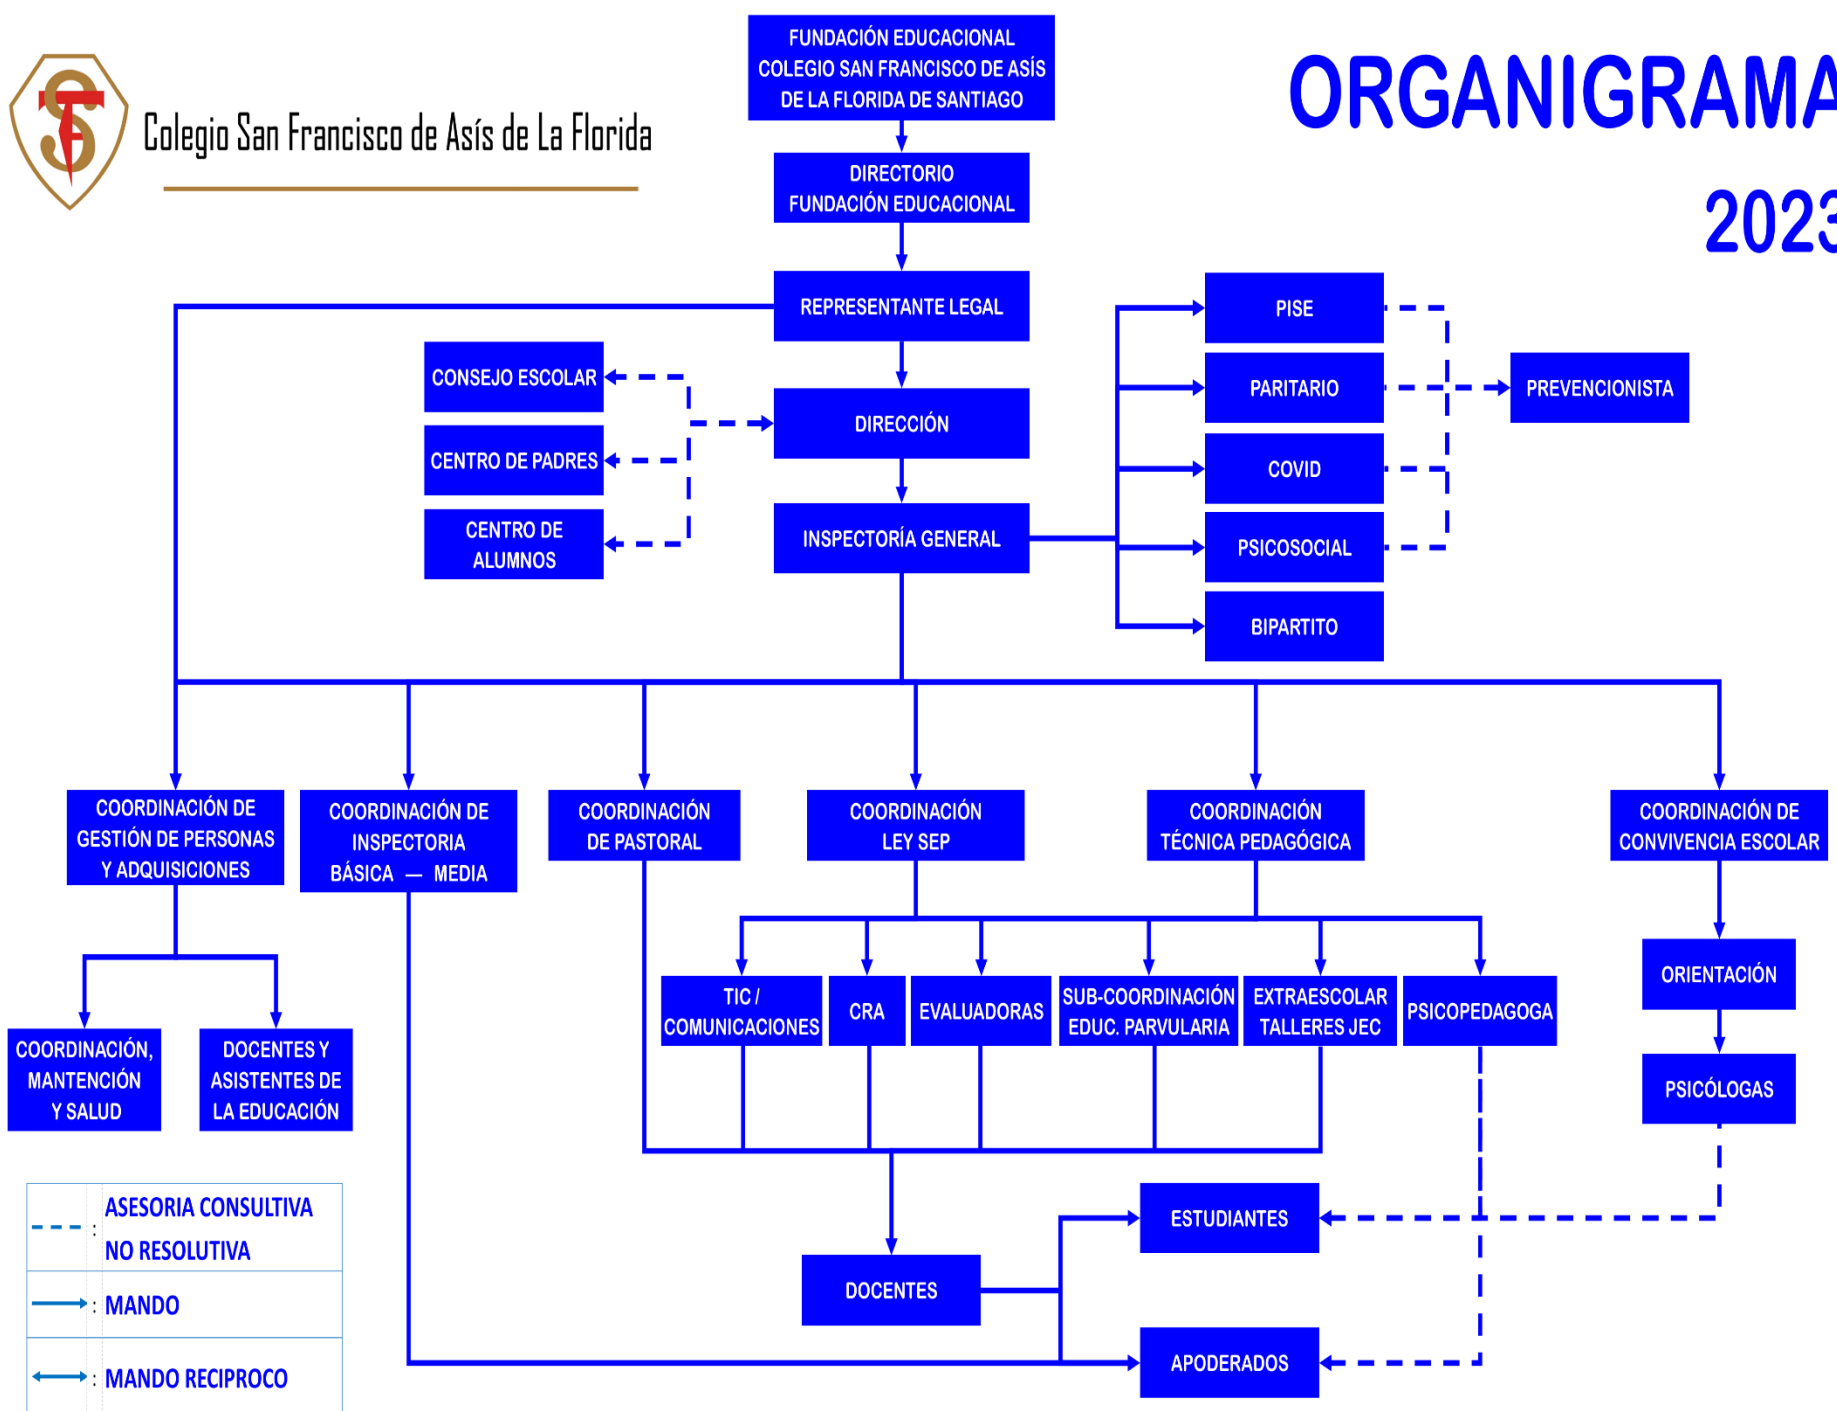 FUNDACIÓN EDUCACIONAL
COLEGIO SAN FRANCISCO DE ASÍS
DE LA FLORIDA DE SANTIAGO
ORGANIGRAMA
2023
Colegio San Francisco de Asís de La Florida
DIRECTORIO
FUNDACIÓN EDUCACIONAL
REPRESENTANTE LEGAL
PISE
CONSEJO ESCOLAR
PARITARIO
PREVENCIONISTA
DIRECCIÓN
CENTRO DE PADRES
COVID
CENTRO DE
ALUMNOS
INSPECTORÍA GENERAL
PSICOSOCIAL
BIPARTITO
COORDINACIÓN DE
GESTIÓN DE PERSONAS
Y ADQUISICIONES
COORDINACIÓN DE
INSPECTORIA
BÁSICA — MEDIA
COORDINACIÓN
DE PASTORAL
COORDINACIÓN
LEY SEP
COORDINACIÓN
TÉCNICA PEDAGÓGICA
COORDINACIÓN DE
CONVIVENCIA ESCOLAR
TIC /
COMUNICACIONES
CRA
EVALUADORAS
SUB-COORDINACIÓN
EDUC. PARVULARIA
EXTRAESCOLAR
TALLERES JEC
PSICOPEDAGOGA
ORIENTACIÓN
COORDINACIÓN,
MANTENCIÓN
Y SALUD
DOCENTES Y
ASISTENTES DE
LA EDUCACIÓN
PSICÓLOGAS
ESTUDIANTES
DOCENTES
APODERADOS
: ASESORIA CONSULTIVA
NO RESOLUTIVA
: MANDO
: MANDO RECIPROCO